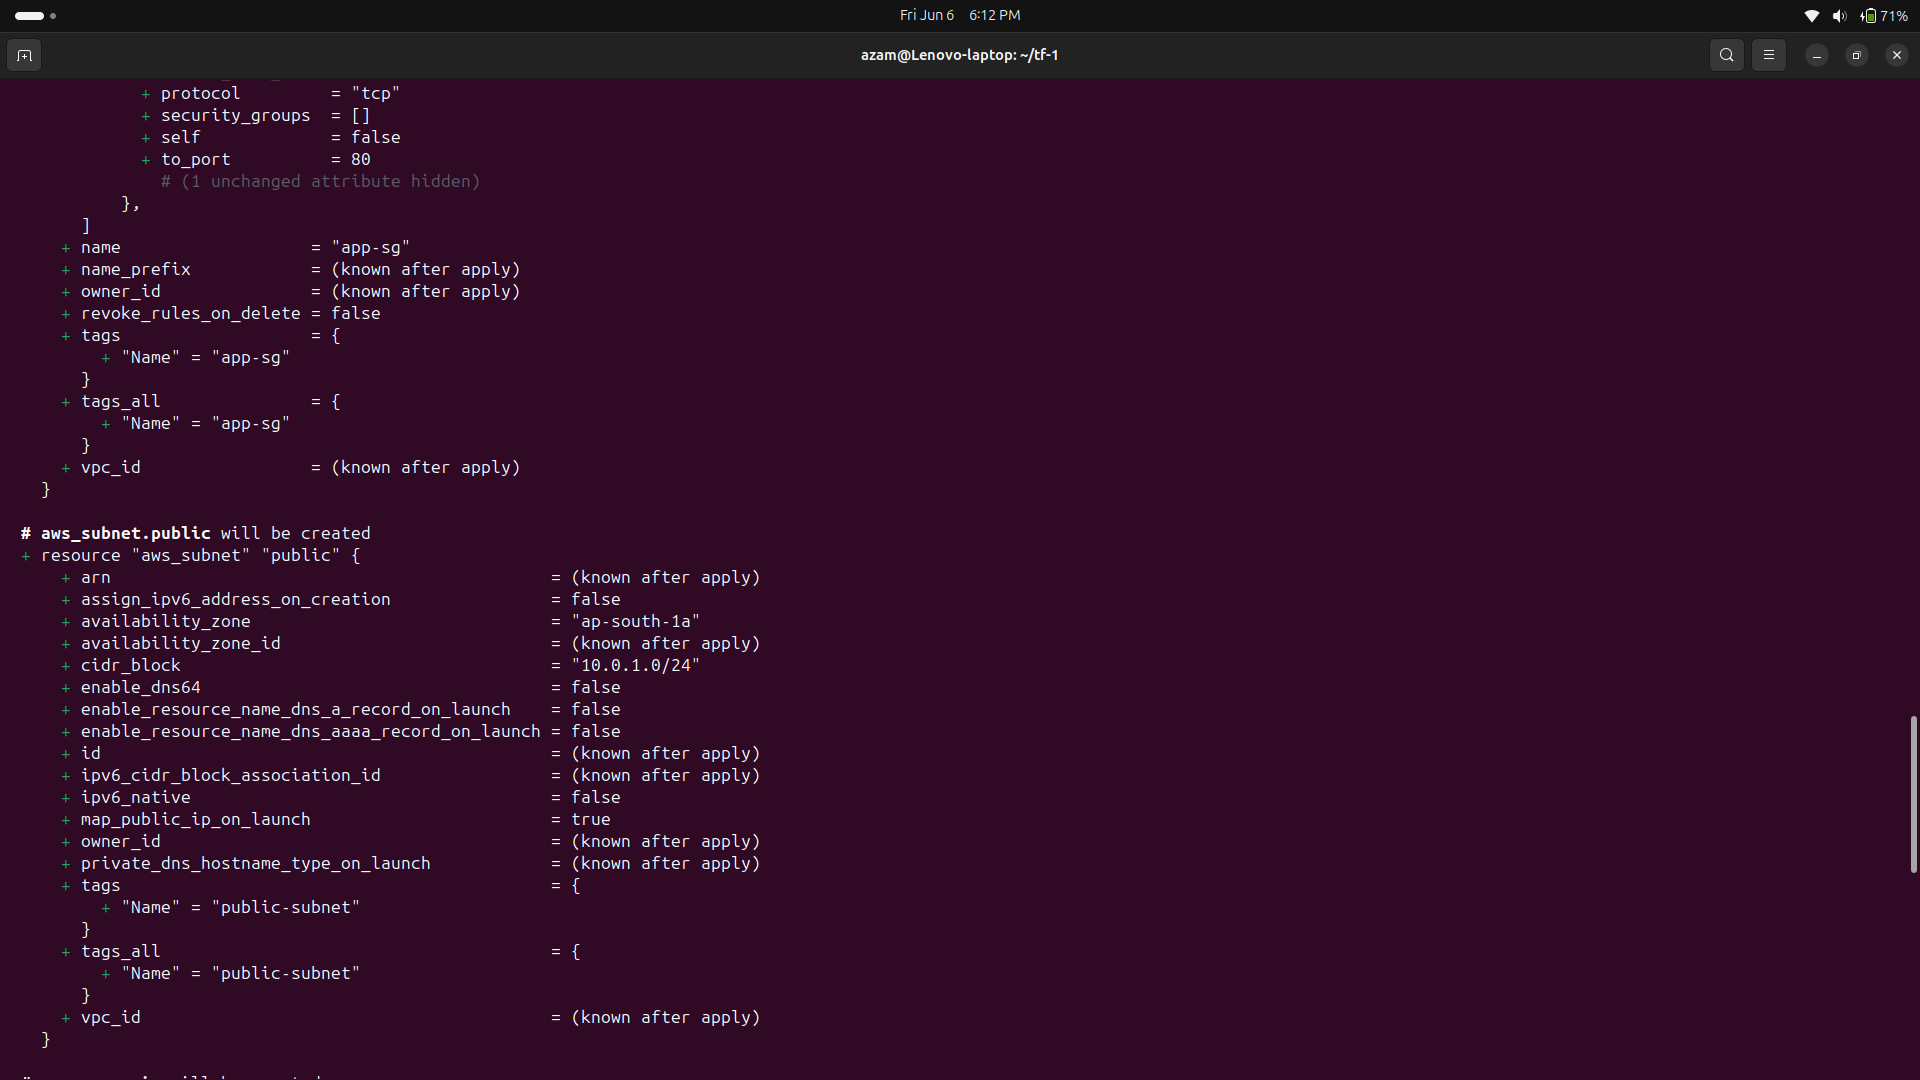 Fri Jun 6 6:12 PM
71%
azam@Lenovo-laptop: ~/tf-1
+ protocol = "tcp"
+ security_groups = []
+ self = false
+ to_port = 80
# (1 unchanged attribute hidden)
},
]
+ name = "app-sg"
+ name_prefix = (known after apply)
+ owner_id = (known after apply)
+ revoke_rules_on_delete = false
+ tags = {
+ "Name" = "app-sg"
}
+ tags_all = {
+ "Name" = "app-sg"
}
+ vpc_id = (known after apply)
}
# aws_subnet.public will be created
+ resource "aws_subnet" "public" {
+ arn = (known after apply)
+ assign_ipv6_address_on_creation = false
+ availability_zone = "ap-south-1a"
+ availability_zone_id = (known after apply)
+ cidr_block = "10.0.1.0/24"
+ enable_dns64 = false
+ enable_resource_name_dns_a_record_on_launch = false
+ enable_resource_name_dns_aaaa_record_on_launch = false
+ id = (known after apply)
+ ipv6_cidr_block_association_id = (known after apply)
+ ipv6_native = false
+ map_public_ip_on_launch = true
+ owner_id = (known after apply)
+ private_dns_hostname_type_on_launch = (known after apply)
+ tags = {
+ "Name" = "public-subnet"
}
+ tags_all = {
+ "Name" = "public-subnet"
}
+ vpc_id = (known after apply)
}